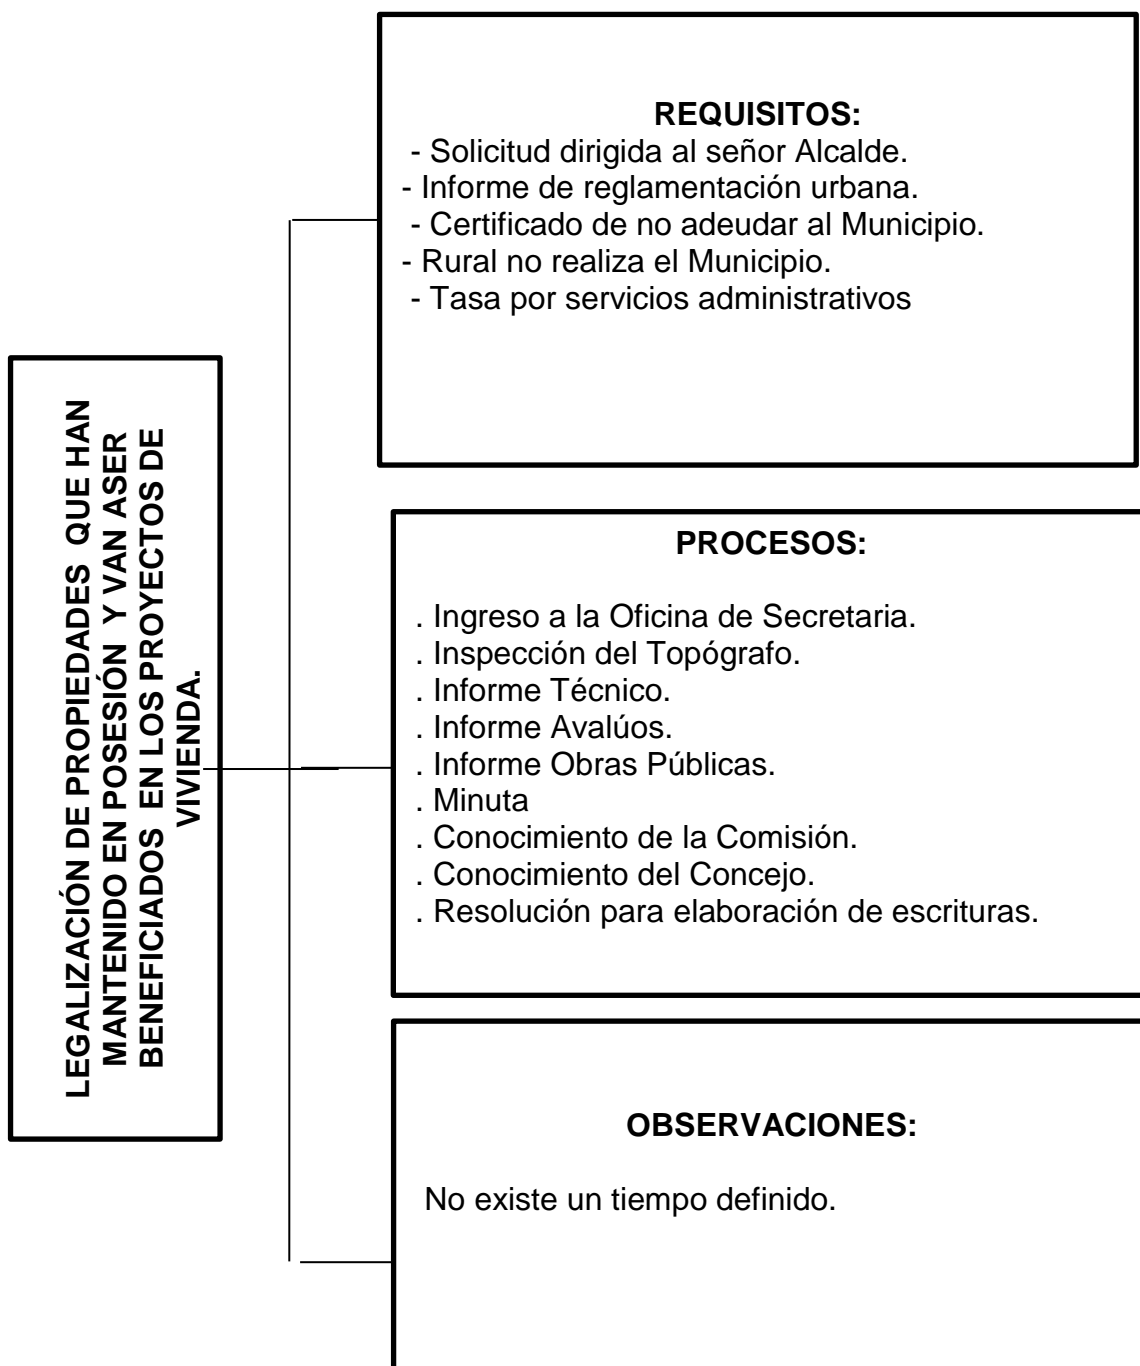 LEGALIZACIÓN DE PROPIEDADES QUE HAN
MANTENIDO EN POSESIÓN Y VAN ASER
BENEFICIADOS EN LOS PROYECTOS DE
VIVIENDA.
REQUISITOS:
- Solicitud dirigida al señor Alcalde.
- Informe de reglamentación urbana.
- Certificado de no adeudar al Municipio.
- Rural no realiza el Municipio.
- Tasa por servicios administrativos
PROCESOS:
. Ingreso a la Oficina de Secretaria.
. Inspección del Topógrafo.
. Informe Técnico.
. Informe Avalúos.
. Informe Obras Públicas.
. Minuta
. Conocimiento de la Comisión.
. Conocimiento del Concejo.
. Resolución para elaboración de escrituras.
OBSERVACIONES:
No existe un tiempo definido.